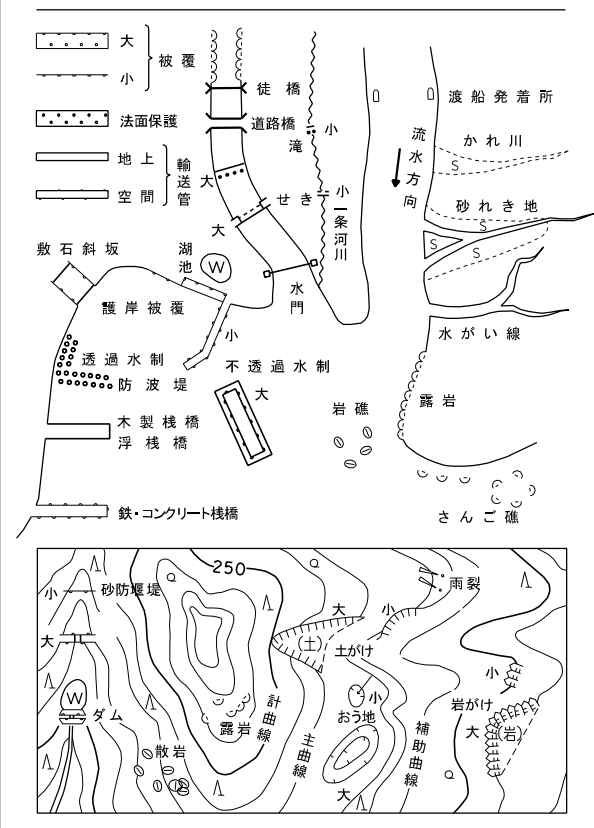 大
被覆
小
法面保護
地上
空間
輸送管
徒橋
道路橋
小
滝
大
せき
小
一条河川
大
渡船発着所
流水方向
かれ川
S
砂れき地
S
S
S
水がい線
敷石斜坂
湖池
W
水門
護岸被覆
小
透過水制
防波堤
不透過水制
大
木製桟橋
浮桟橋
鉄・コンクリート桟橋
岩礁
露岩
さんご礁
250
小
砂防堰堤
大
W
ダム
散岩
露岩
計曲線
主曲線
大
(土)
小
土がけ
雨裂
小
おう地
大
補助曲線
小
岩がけ
大
(岩)